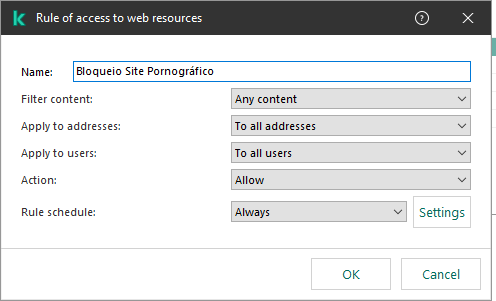 Rule of access to web resources
Name: Bloqueio Site Pornográfico
Filter content: Any content
Apply to addresses: To all addresses
Apply to users: To all users
Action: Allow
Rule schedule: Always Settings
OK Cancel